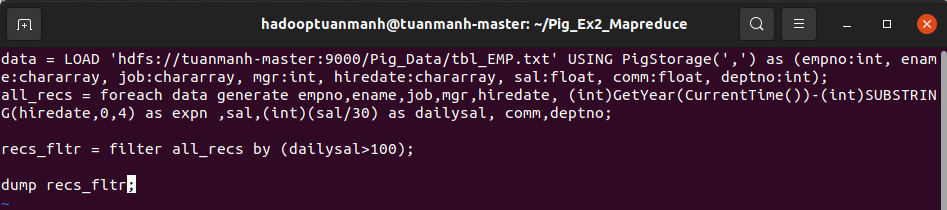 hadooptuanmanh@tuanmanh-master: ~/Pig_Ex2_Mapreduce
data = LOAD 'hdfs://tuanmanh-master:9000/Pig_Data/tbl_EMP.txt' USING PigStorage(',') as (empno:int, enam
e:chararray, job:chararray, mgr:int, hiredate:chararray, sal:float, comm:float, deptno:int);
all_recs = foreach data generate empno,ename,job,mgr,hiredate, (int)GetYear(CurrentTime())-(int)SUBSTRIN
G(hiredate,0,4) as expn ,sal,(int)(sal/30) as dailysal, comm,deptno;
recs_fltr = filter all_recs by (dailysal>100);
dump recs_fltr;
~